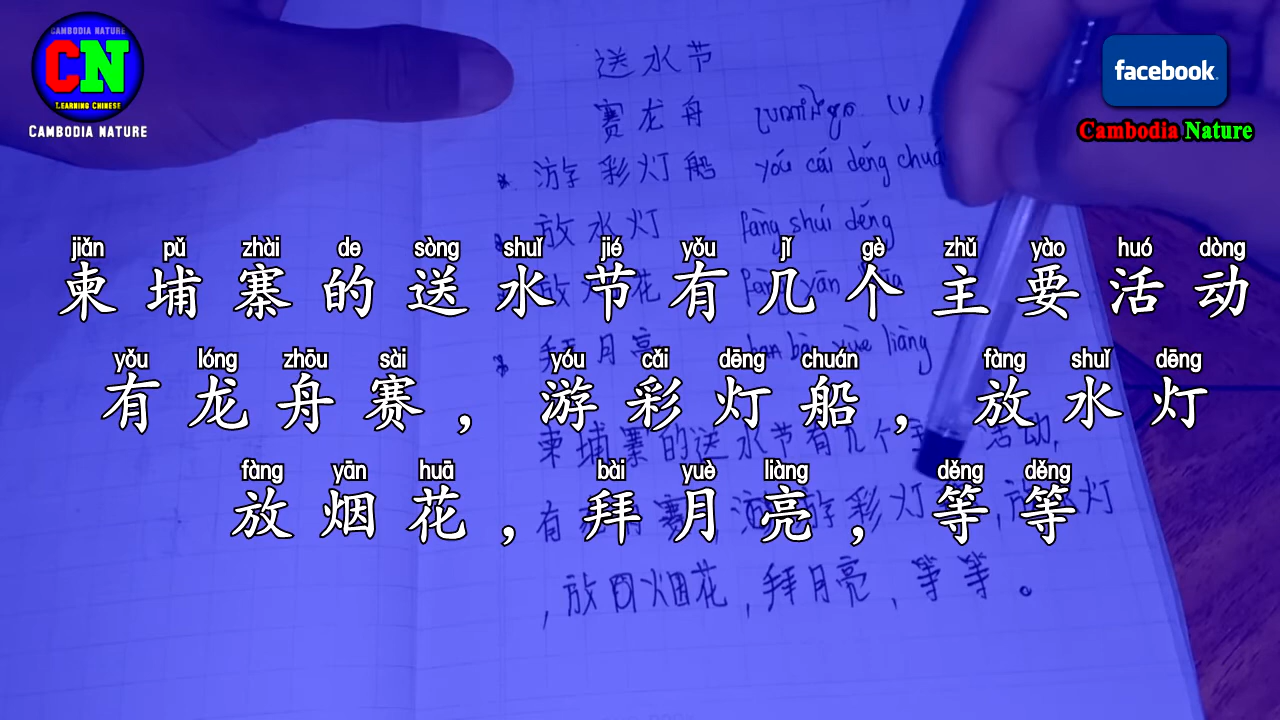 CAMBODIA NATURE
CN
LEARNING CHINESE
CAMBODIA NATURE
facebook
Cambodia Nature
送水节
赛龙舟 (V)
游彩灯船 yóu cái dēng chuán
放水灯 fàng shuǐ dēng
jiǎn pǔ zhài de sòng shuǐ jié yǒu jǐ gè zhǔ yào huó dòng
柬埔寨的送水节有几个主要活动
yǒu lóng zhōu sài yóu cǎi dēng chuán fàng shuǐ dēng
有龙舟赛，游彩灯船，放水灯
fàng yān huā bài yuè liàng děng děng
放烟花，拜月亮，等等
柬埔寨的送水节有几个主 活动,
,放 烟花,拜月亮,等等。